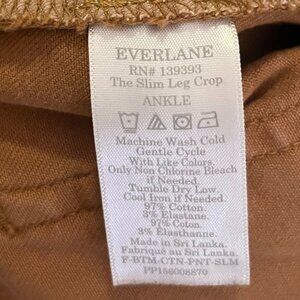 EVERLANE
RN# 139393
The Slim Leg Crop
ANKLE
Machine Wash Cold
Gentle Cycle
With Like Colors.
Only Non Chlorine Bleach
if Needed.
Tumble Dry Low.
Cool Iron if Needed.
97% Cotton.
3% Elastane.
97% Coton.
3% Elasthanne.
Made in Sri Lanka.
Fabriqué au Sri Lanka.
F-BTM-CTN-PNT-SLM
PP156008870